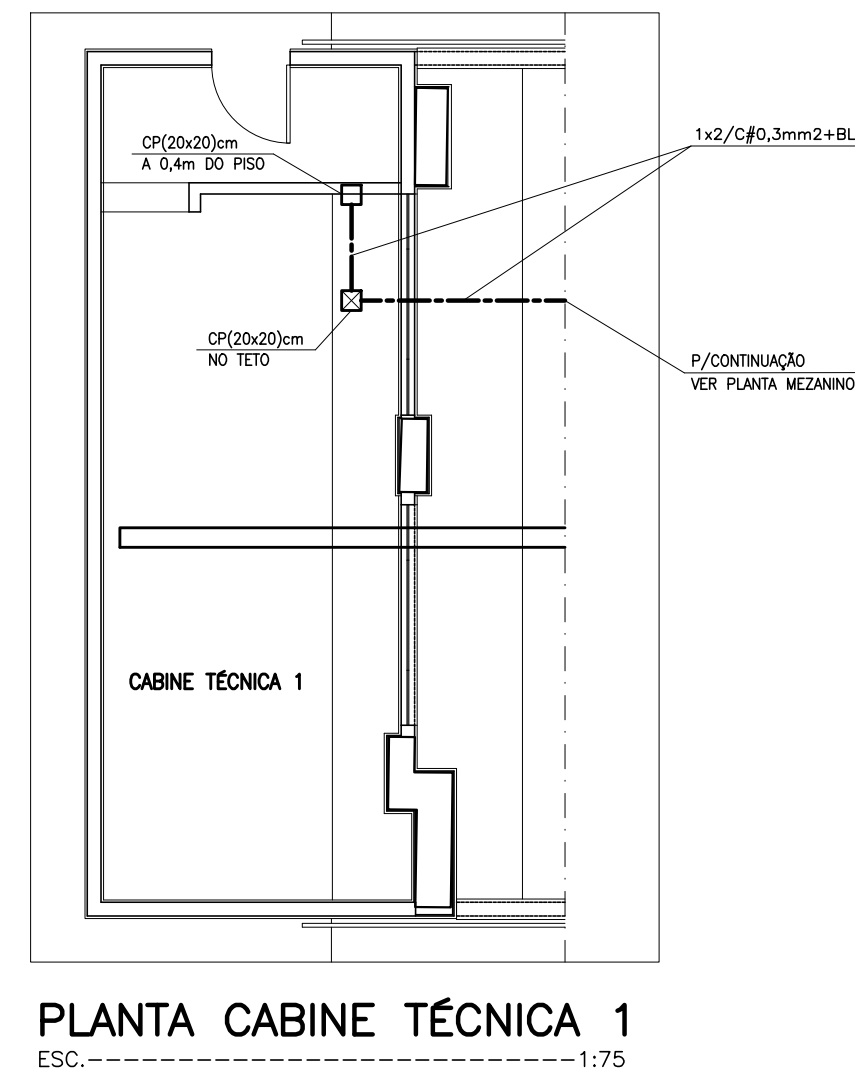 1x2/C#0,3mm2+BL
CP(20x20)cm
A 0,4m DO PISO
CP(20x20)cm
NO TETO
P/CONTINUAÇÃO
VER PLANTA MEZANINO
CABINE TÉCNICA 1
PLANTA CABINE TÉCNICA 1
ESC.---------------------------1:75